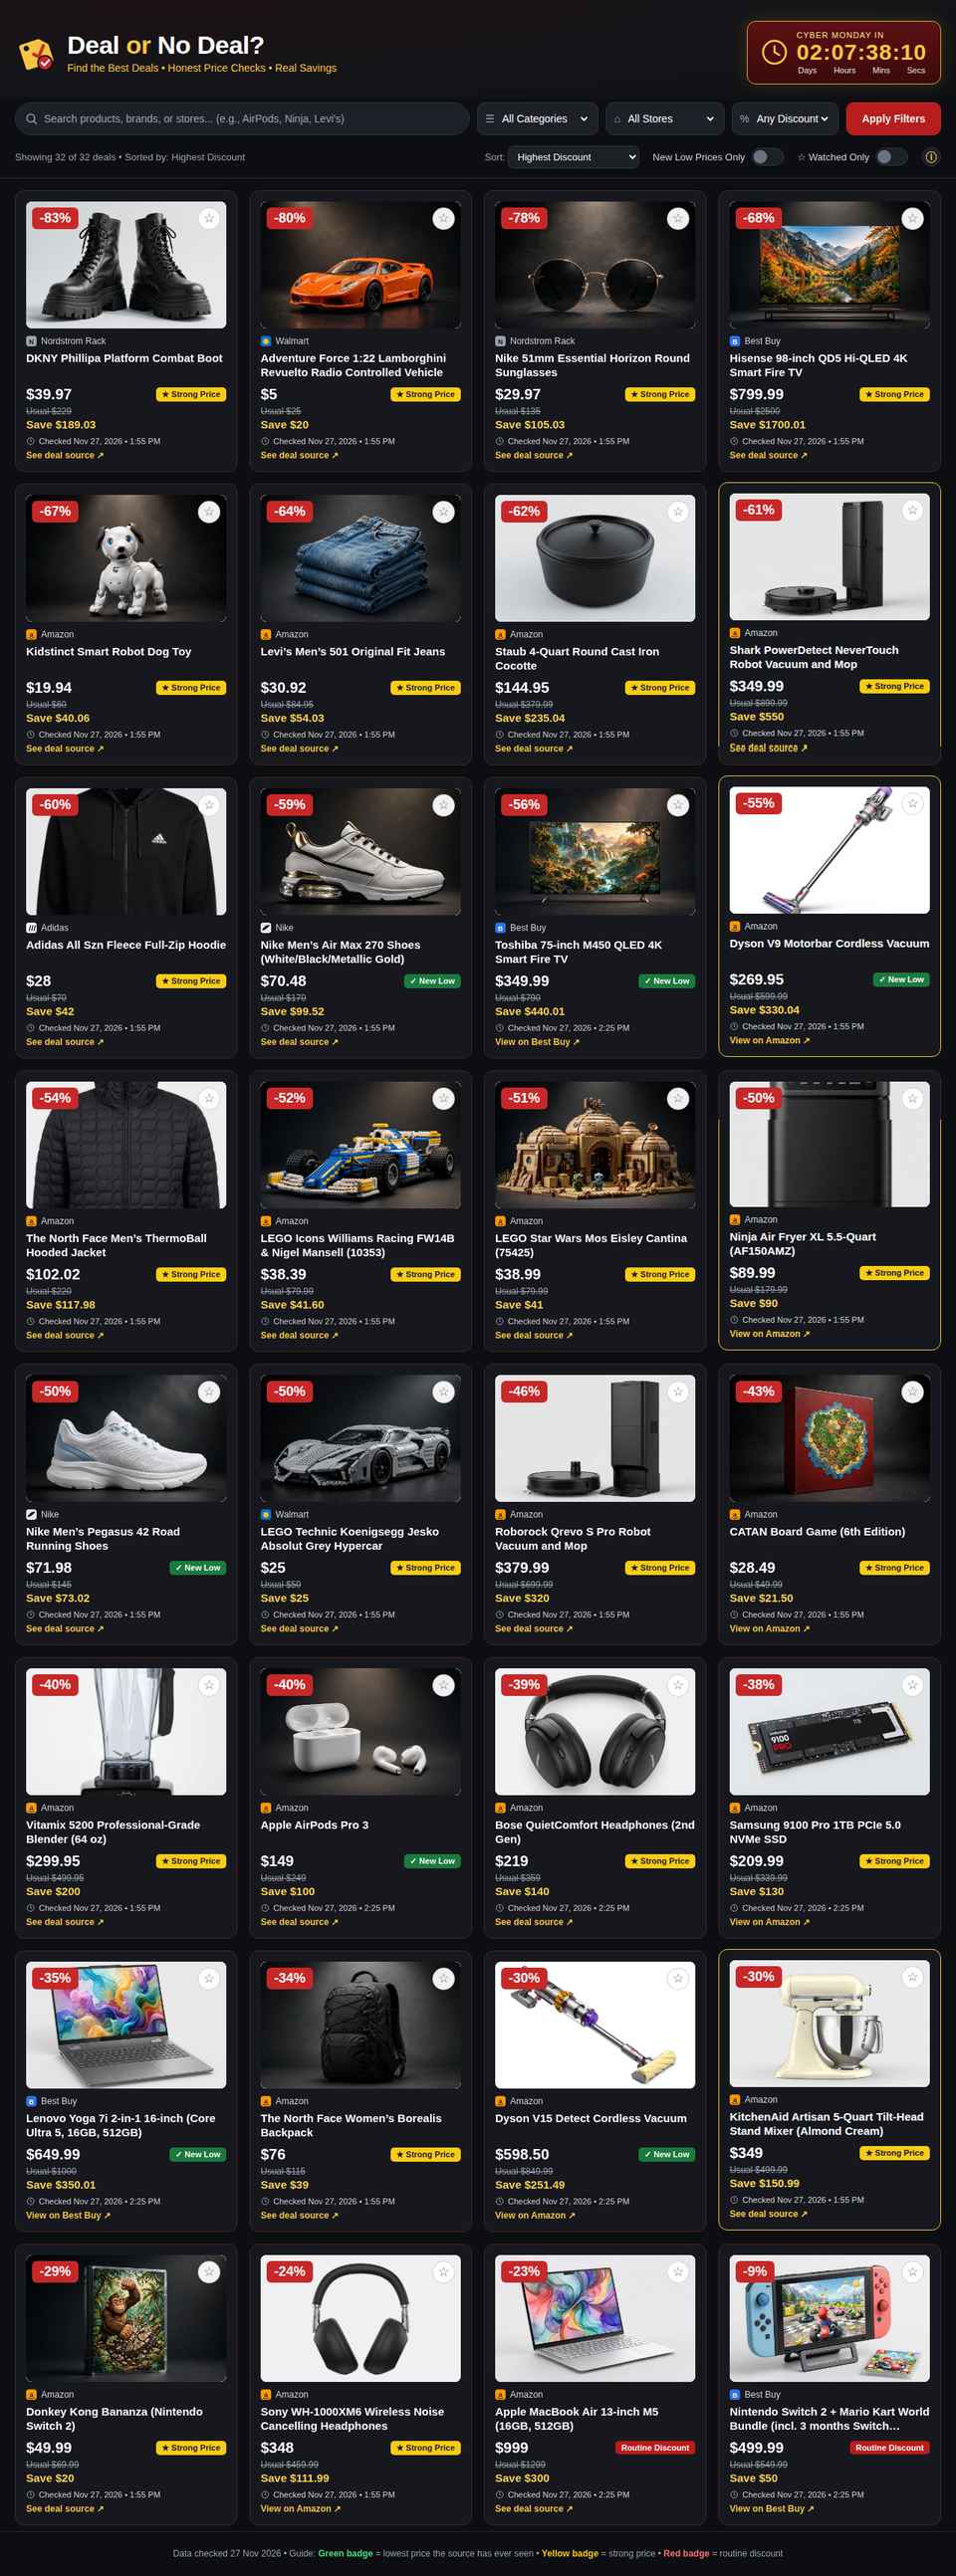 Deal or No Deal?
Find the Best Deals • Honest Price Checks • Real Savings
CYBER MONDAY IN
02:07:38:10
Days Hours Mins Secs
Search products, brands, or stores... (e.g., AirPods, Ninja, Levi's)
All Categories
All Stores
% Any Discount
Apply Filters
Showing 32 of 32 deals • Sorted by: Highest Discount
Sort: Highest Discount
New Low Prices Only
☆ Watched Only
-83%
Nordstrom Rack
DKNY Phillipa Platform Combat Boot
$39.97
★ Strong Price
Usual $229
Save $189.03
Checked Nov 27, 2026 • 1:55 PM
See deal source ↗
-80%
Walmart
Adventure Force 1:22 Lamborghini
Revuelto Radio Controlled Vehicle
$5
★ Strong Price
Usual $25
Save $20
Checked Nov 27, 2026 • 1:55 PM
See deal source ↗
-78%
Nordstrom Rack
Nike 51mm Essential Horizon Round
Sunglasses
$29.97
★ Strong Price
Usual $135
Save $105.03
Checked Nov 27, 2026 • 1:55 PM
See deal source ↗
-68%
Best Buy
Hisense 98-inch QD5 Hi-QLED 4K
Smart Fire TV
$799.99
★ Strong Price
Usual $2500
Save $1700.01
Checked Nov 27, 2026 • 1:55 PM
See deal source ↗
-67%
Amazon
Kidstinct Smart Robot Dog Toy
$19.94
★ Strong Price
Usual $60
Save $40.06
Checked Nov 27, 2026 • 1:55 PM
See deal source ↗
-64%
Amazon
Levi’s Men’s 501 Original Fit Jeans
$30.92
★ Strong Price
Usual $84.95
Save $54.03
Checked Nov 27, 2026 • 1:55 PM
See deal source ↗
-62%
Amazon
Staub 4-Quart Round Cast Iron
Cocotte
$144.95
★ Strong Price
Usual $379.99
Save $235.04
Checked Nov 27, 2026 • 1:55 PM
See deal source ↗
-61%
Amazon
Shark PowerDetect NeverTouch
Robot Vacuum and Mop
$349.99
★ Strong Price
Usual $899.99
Save $550
Checked Nov 27, 2026 • 1:55 PM
See deal source ↗
-60%
Adidas
Adidas All Szn Fleece Full-Zip Hoodie
$28
★ Strong Price
Usual $70
Save $42
Checked Nov 27, 2026 • 1:55 PM
See deal source ↗
-59%
Nike
Nike Men’s Air Max 270 Shoes
(White/Black/Metallic Gold)
$70.48
✓ New Low
Usual $170
Save $99.52
Checked Nov 27, 2026 • 1:55 PM
See deal source ↗
-56%
Best Buy
Toshiba 75-inch M450 QLED 4K
Smart Fire TV
$349.99
✓ New Low
Usual $790
Save $440.01
Checked Nov 27, 2026 • 2:25 PM
View on Best Buy ↗
-55%
Amazon
Dyson V9 Motorbar Cordless Vacuum
$269.95
✓ New Low
Usual $599.99
Save $330.04
Checked Nov 27, 2026 • 1:55 PM
View on Amazon ↗
-54%
Amazon
The North Face Men’s ThermoBall
Hooded Jacket
$102.02
★ Strong Price
Usual $220
Save $117.98
Checked Nov 27, 2026 • 1:55 PM
See deal source ↗
-52%
Amazon
LEGO Icons Williams Racing FW14B
& Nigel Mansell (10353)
$38.39
★ Strong Price
Usual $79.99
Save $41.60
Checked Nov 27, 2026 • 1:55 PM
See deal source ↗
-51%
Amazon
LEGO Star Wars Mos Eisley Cantina
(75425)
$38.99
★ Strong Price
Usual $79.99
Save $41
Checked Nov 27, 2026 • 1:55 PM
See deal source ↗
-50%
Amazon
Ninja Air Fryer XL 5.5-Quart
(AF150AMZ)
$89.99
★ Strong Price
Usual $179.99
Save $90
Checked Nov 27, 2026 • 1:55 PM
View on Amazon ↗
-50%
Nike
Nike Men’s Pegasus 42 Road
Running Shoes
$71.98
✓ New Low
Usual $145
Save $73.02
Checked Nov 27, 2026 • 1:55 PM
See deal source ↗
-50%
Walmart
LEGO Technic Koenigsegg Jesko
Absolut Grey Hypercar
$25
★ Strong Price
Usual $50
Save $25
Checked Nov 27, 2026 • 1:55 PM
See deal source ↗
-46%
Amazon
Roborock Qrevo S Pro Robot
Vacuum and Mop
$379.99
★ Strong Price
Usual $699.99
Save $320
Checked Nov 27, 2026 • 1:55 PM
See deal source ↗
-43%
Amazon
CATAN Board Game (6th Edition)
$28.49
★ Strong Price
Usual $49.99
Save $21.50
Checked Nov 27, 2026 • 1:55 PM
View on Amazon ↗
-40%
Amazon
Vitamix 5200 Professional-Grade
Blender (64 oz)
$299.95
★ Strong Price
Usual $499.95
Save $200
Checked Nov 27, 2026 • 1:55 PM
See deal source ↗
-40%
Amazon
Apple AirPods Pro 3
$149
✓ New Low
Usual $249
Save $100
Checked Nov 27, 2026 • 2:25 PM
See deal source ↗
-39%
Amazon
Bose QuietComfort Headphones (2nd
Gen)
$219
★ Strong Price
Usual $359
Save $140
Checked Nov 27, 2026 • 2:25 PM
See deal source ↗
-38%
9100
PRO
Amazon
Samsung 9100 Pro 1TB PCIe 5.0
NVMe SSD
$209.99
★ Strong Price
Usual $339.99
Save $130
Checked Nov 27, 2026 • 2:25 PM
View on Amazon ↗
-35%
Best Buy
Lenovo Yoga 7i 2-in-1 16-inch (Core
Ultra 5, 16GB, 512GB)
$649.99
✓ New Low
Usual $1000
Save $350.01
Checked Nov 27, 2026 • 2:25 PM
View on Best Buy ↗
-34%
Amazon
The North Face Women’s Borealis
Backpack
$76
★ Strong Price
Usual $115
Save $39
Checked Nov 27, 2026 • 1:55 PM
See deal source ↗
-30%
Amazon
Dyson V15 Detect Cordless Vacuum
$598.50
✓ New Low
Usual $849.99
Save $251.49
Checked Nov 27, 2026 • 2:25 PM
View on Amazon ↗
-30%
Amazon
KitchenAid Artisan 5-Quart Tilt-Head
Stand Mixer (Almond Cream)
$349
★ Strong Price
Usual $499.99
Save $150.99
Checked Nov 27, 2026 • 1:55 PM
See deal source ↗
-29%
Amazon
Donkey Kong Bananza (Nintendo
Switch 2)
$49.99
★ Strong Price
Usual $69.99
Save $20
Checked Nov 27, 2026 • 1:55 PM
See deal source ↗
-24%
Amazon
Sony WH-1000XM6 Wireless Noise
Cancelling Headphones
$348
★ Strong Price
Usual $459.99
Save $111.99
Checked Nov 27, 2026 • 1:55 PM
View on Amazon ↗
-23%
Amazon
Apple MacBook Air 13-inch M5
(16GB, 512GB)
$999
Routine Discount
Usual $1299
Save $300
Checked Nov 27, 2026 • 2:25 PM
See deal source ↗
-9%
Best Buy
Nintendo Switch 2 + Mario Kart World
Bundle (incl. 3 months Switch...
$499.99
Routine Discount
Usual $549.99
Save $50
Checked Nov 27, 2026 • 2:25 PM
View on Best Buy ↗
Data checked 27 Nov 2026 • Guide: Green badge = lowest price the source has ever seen • Yellow badge = strong price • Red badge = routine discount